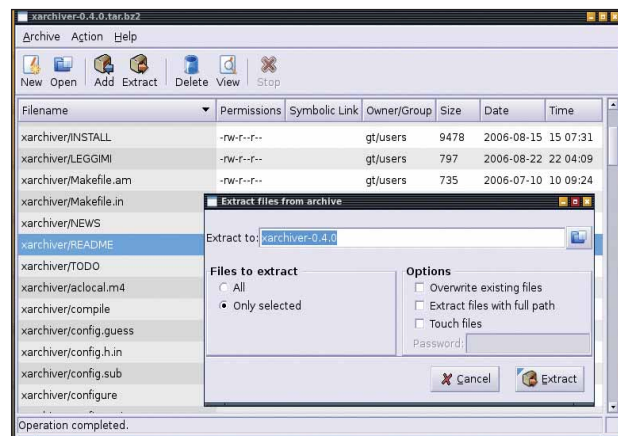 xarchiver-0.4.0.tar.bz2
Archive Action Help
New Open Add Extract Delete View Stop
Filename Permissions Symbolic Link Owner/Group Size Date Time
xarchiver/INSTALL -rw-r--r-- gt/users 9478 2006-08-15 15 07:31
xarchiver/LEGGIMI -rw-r--r-- gt/users 797 2006-08-22 22 04:09
xarchiver/Makefile.am -rw-r--r-- gt/users 735 2006-07-10 10 09:24
xarchiver/Makefile.in
xarchiver/NEWS
xarchiver/README
xarchiver/TODO
xarchiver/aclocal.m4
xarchiver/compile
xarchiver/config.guess
xarchiver/config.h.in
xarchiver/config.sub
xarchiver/configure
Extract files from archive
Extract to: xarchiver-0.4.0
Files to extract
All
Only selected
Options
Overwrite existing files
Extract files with full path
Touch files
Password:
Cancel Extract
Operation completed.